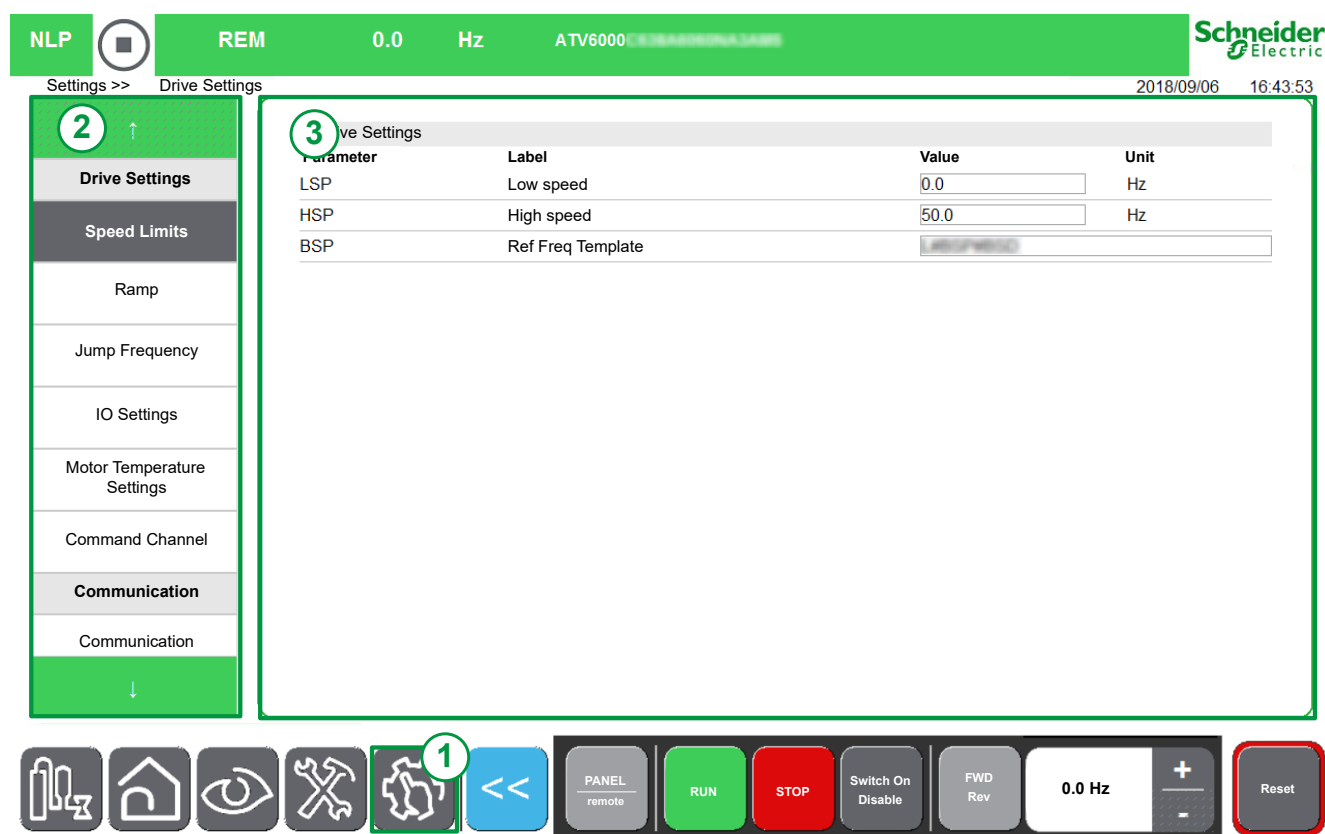 NLP REM 0.0 Hz ATV6000
Schneider
Electric
Settings >> Drive Settings 2018/09/06 16:43:53
2 ↑
Drive Settings
Speed Limits
Ramp
Jump Frequency
IO Settings
Motor Temperature
Settings
Command Channel
Communication
Communication
↓
3 ve Settings
Parameter Label Value Unit
LSP Low speed 0.0 Hz
HSP High speed 50.0 Hz
BSP Ref Freq Template
1
<<
PANEL
remote
RUN
STOP
Switch On
Disable
FWD
Rev
0.0 Hz
+
-
Reset